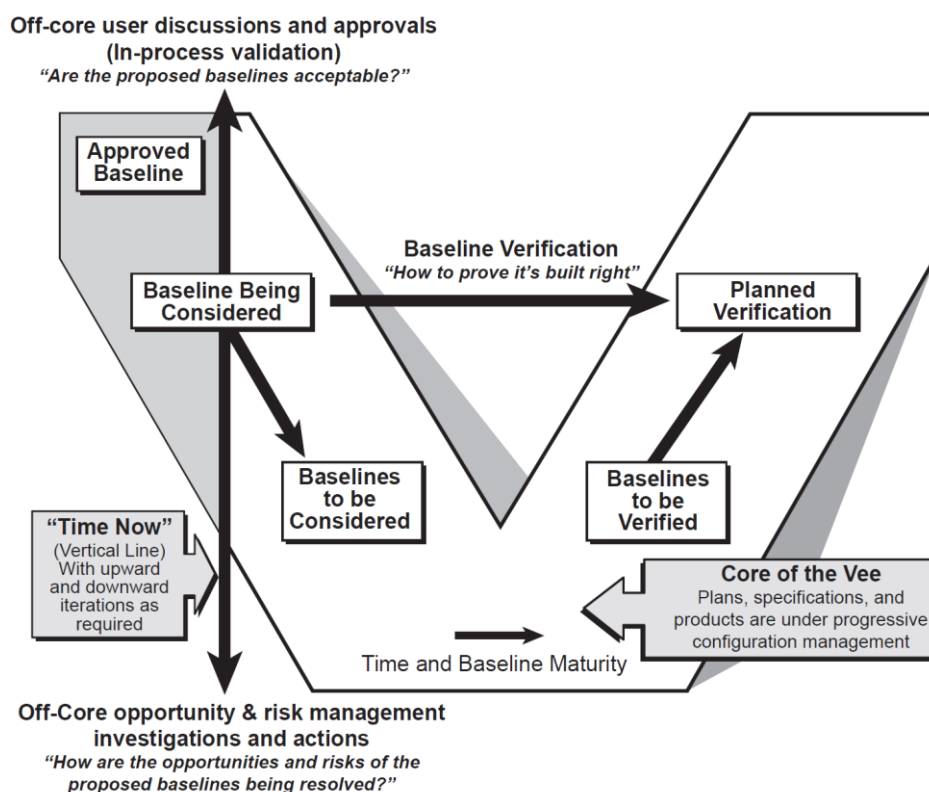 Off-core user discussions and approvals
(In-process validation)
“Are the proposed baselines acceptable?”
Approved
Baseline
Baseline Verification
“How to prove it’s built right”
Baseline Being
Considered
Planned
Verification
Baselines
to be
Considered
Baselines
to be
Verified
“Time Now”
(Vertical Line)
With upward
and downward
iterations as
required
Core of the Vee
Plans, specifications, and
products are under progressive
configuration management
Time and Baseline Maturity
Off-Core opportunity & risk management
investigations and actions
“How are the opportunities and risks of the
proposed baselines being resolved?”